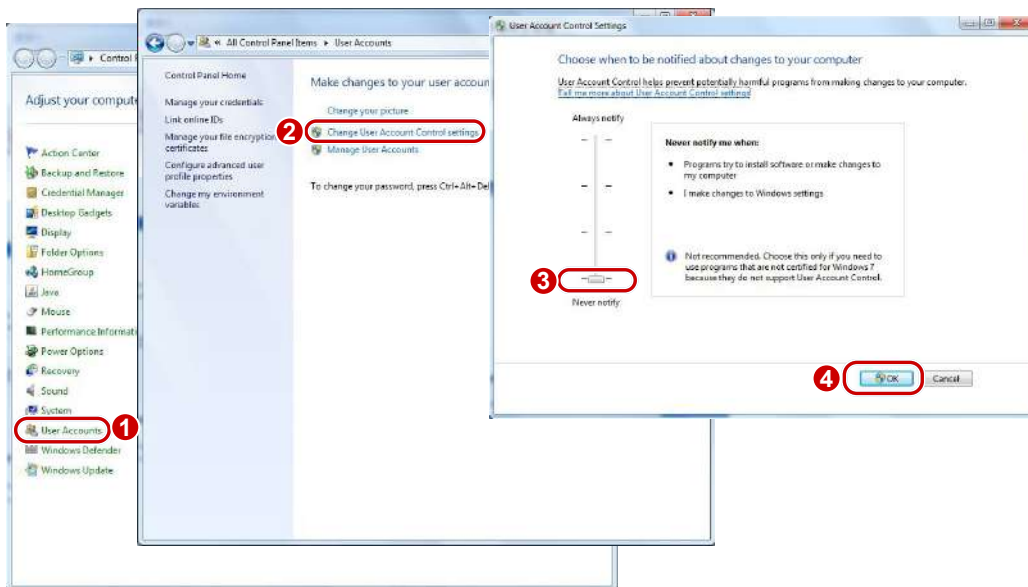 Control
Adjust your compute
Action Center
Backup and Restore
Credential Manager
Desktop Gadgets
Display
Folder Options
HomeGroup
Java
Mouse
Performance Informati
Power Options
Recovery
Sound
System
User Accounts
1
Windows Defender
Windows Update
« All Control Panel Items ▸ User Accounts
Control Panel Home
Manage your credentials
Link online IDs
Manage your file encryption
certificates
Configure advanced user
profile properties
Change my environment
variables
Make changes to your user accoun
Change your picture
2
Change User Account Control settings
Manage User Accounts
To change your password, press Ctrl+Alt+Del
User Account Control Settings
Choose when to be notified about changes to your computer
User Account Control helps prevent potentially harmful programs from making changes to your computer.
Tell me more about User Account Control settings
Always notify
Never notify me when:
• Programs try to install software or make changes to
my computer
• I make changes to Windows settings
Not recommended. Choose this only if you need to
use programs that are not certified for Windows 7
because they do not support User Account Control.
3
Never notify
4
OK
Cancel